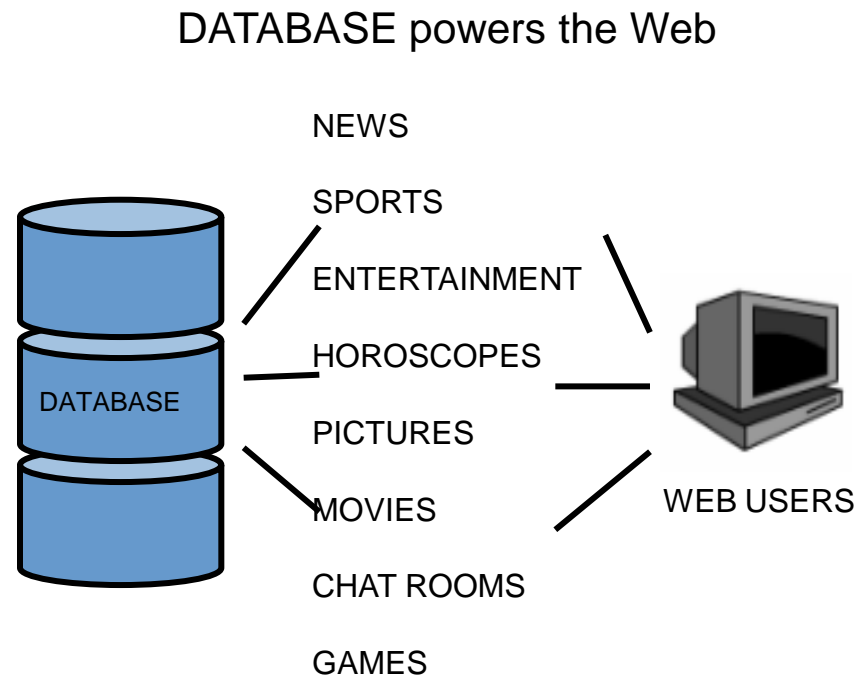 DATABASE powers the Web
NEWS
SPORTS
ENTERTAINMENT
HOROSCOPES
DATABASE
PICTURES
MOVIES
WEB USERS
CHAT ROOMS
GAMES